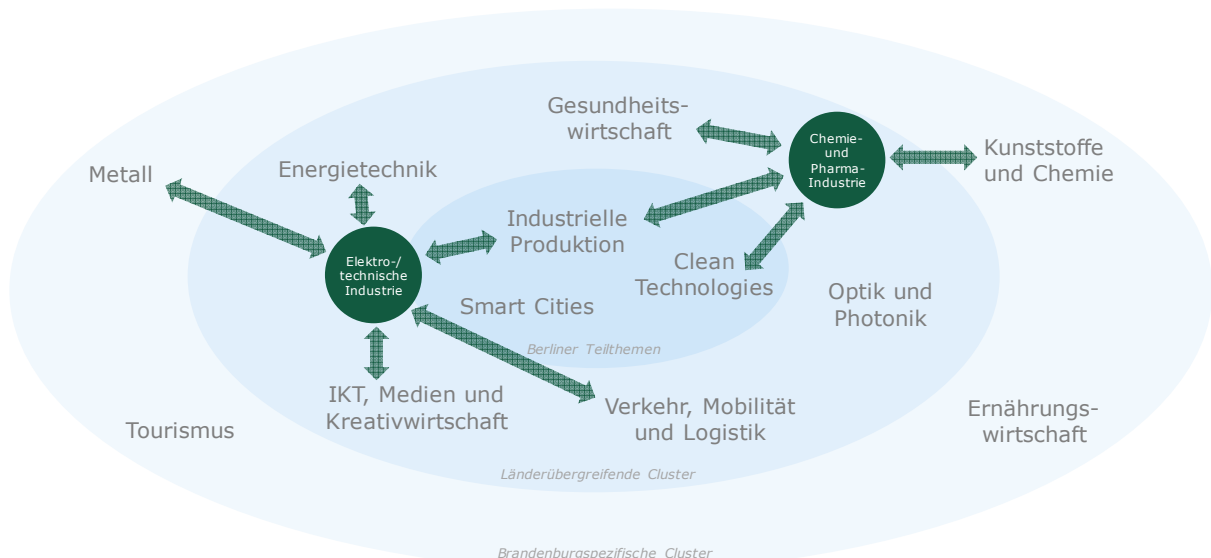 Gesundheits-
wirtschaft
Chemie-
und
Pharma-
Industrie
Kunststoffe
und Chemie
Metall
Energietechnik
Industrielle
Produktion
Elektro-/
technische
Industrie
Clean
Technologies
Smart Cities
Optik und
Photonik
Berliner Teilthemen
IKT, Medien und
Kreativwirtschaft
Verkehr, Mobilität
und Logistik
Tourismus
Ernährungs-
wirtschaft
Länderübergreifende Cluster
Brandenburgspezifische Cluster